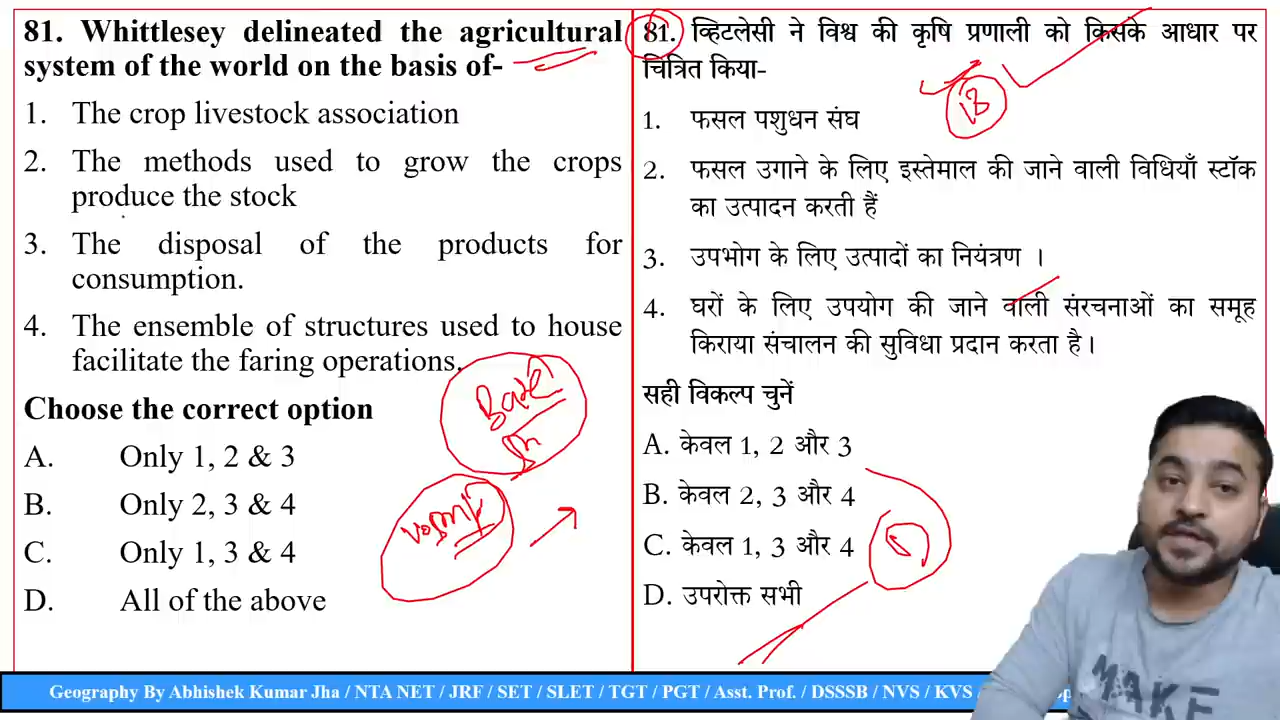 81. Whittlesey delineated the agricultural
system of the world on the basis of-
1. The crop livestock association
2. The methods used to grow the crops
produce the stock
3. The disposal of the products for
consumption.
4. The ensemble of structures used to house
facilitate the faring operations.
Choose the correct option
A. Only 1, 2 & 3
B. Only 2, 3 & 4
C. Only 1, 3 & 4
D. All of the above
81. व्हिटलेसी ने विश्व की कृषि प्रणाली को किसके आधार पर
चित्रित किया-
13
1. फसल पशुधन संघ
2. फसल उगाने के लिए इस्तेमाल की जाने वाली विधियाँ स्टॉक
का उत्पादन करती हैं
3. उपभोग के लिए उत्पादों का नियंत्रण ।
4. घरों के लिए उपयोग की जाने वाली संरचनाओं का समूह
किराया संचालन की सुविधा प्रदान करता है।
सही विकल्प चुनें
A. केवल 1, 2 और 3
B. केवल 2, 3 और 4
C. केवल 1, 3 और 4
D. उपरोक्त सभी
Geography By Abhishek Kumar Jha / NTA NET / JRF / SET / SLET / TGT / PGT / Asst. Prof. / DSSSB / NVS / KVS /
MAKE